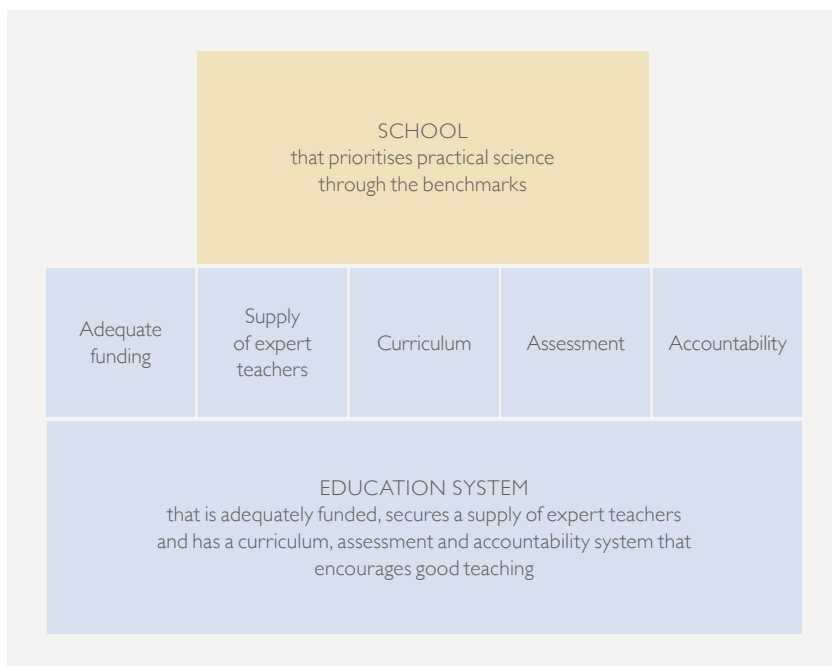 SCHOOL
that prioritises practical science
through the benchmarks
Adequate
funding
Supply
of expert
teachers
Curriculum
Assessment
Accountability
EDUCATION SYSTEM
that is adequately funded, secures a supply of expert teachers
and has a curriculum, assessment and accountability system that
encourages good teaching